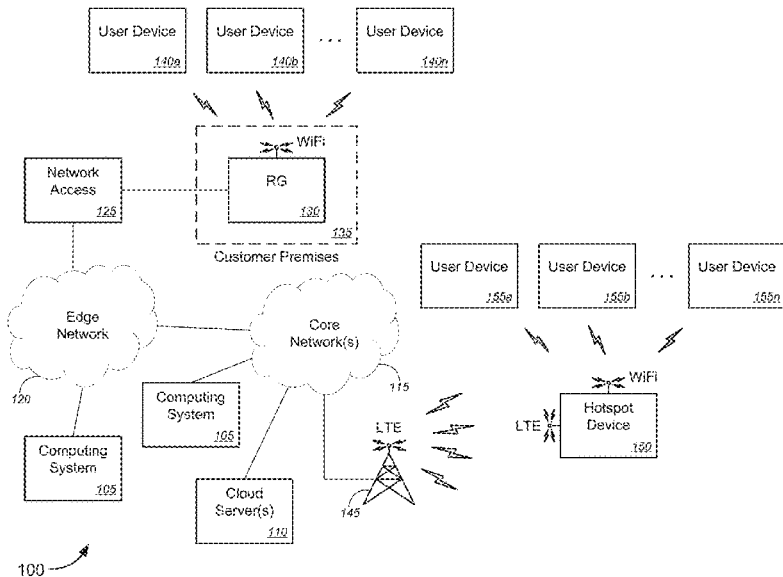 User Device
140a
User Device
140b
. . .
User Device
140n
WiFi
RG
130
135
Customer Premises
Network
Access
125
User Device
155a
User Device
155b
. . .
User Device
155n
Edge
Network
120
Core
Network(s)
115
WiFi
LTE
Hotspot
Device
150
Computing
System
105
Computing
System
105
LTE
145
Cloud
Server(s)
110
100